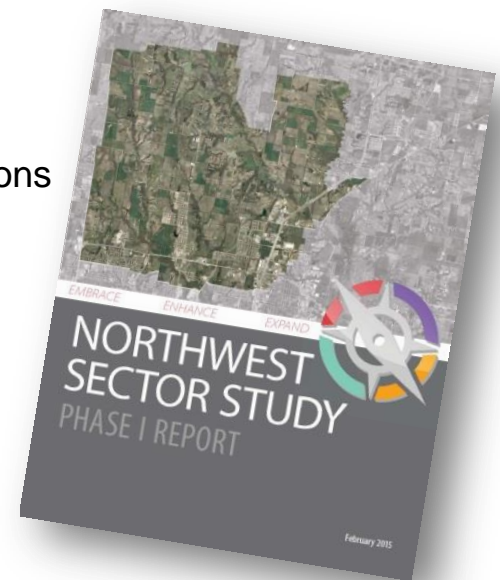 ons
EMBRACE ENHANCE EXPAND
NORTHWEST
SECTOR STUDY
PHASE I REPORT
February 2015